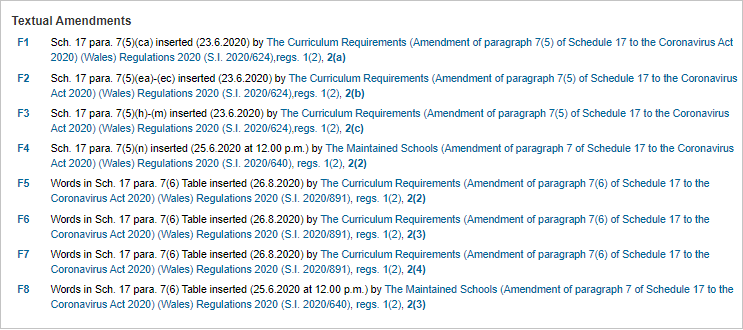 Textual Amendments
F1 Sch. 17 para. 7(5)(ca) inserted (23.6.2020) by The Curriculum Requirements (Amendment of paragraph 7(5) of Schedule 17 to the Coronavirus Act
2020) (Wales) Regulations 2020 (S.I. 2020/624),regs. 1(2), 2(a)
F2 Sch. 17 para. 7(5)(ea)-(ec) inserted (23.6.2020) by The Curriculum Requirements (Amendment of paragraph 7(5) of Schedule 17 to the Coronavirus
Act 2020) (Wales) Regulations 2020 (S.I. 2020/624),regs. 1(2), 2(b)
F3 Sch. 17 para. 7(5)(h)-(m) inserted (23.6.2020) by The Curriculum Requirements (Amendment of paragraph 7(5) of Schedule 17 to the Coronavirus
Act 2020) (Wales) Regulations 2020 (S.I. 2020/624),regs. 1(2), 2(c)
F4 Sch. 17 para. 7(5)(n) inserted (25.6.2020 at 12.00 p.m.) by The Maintained Schools (Amendment of paragraph 7 of Schedule 17 to the Coronavirus
Act 2020) (Wales) Regulations 2020 (S.I. 2020/640), regs. 1(2), 2(2)
F5 Words in Sch. 17 para. 7(6) Table inserted (26.8.2020) by The Curriculum Requirements (Amendment of paragraph 7(6) of Schedule 17 to the
Coronavirus Act 2020) (Wales) Regulations 2020 (S.I. 2020/891), regs. 1(2), 2(2)
F6 Words in Sch. 17 para. 7(6) Table inserted (26.8.2020) by The Curriculum Requirements (Amendment of paragraph 7(6) of Schedule 17 to the
Coronavirus Act 2020) (Wales) Regulations 2020 (S.I. 2020/891), regs. 1(2), 2(3)
F7 Words in Sch. 17 para. 7(6) Table inserted (26.8.2020) by The Curriculum Requirements (Amendment of paragraph 7(6) of Schedule 17 to the
Coronavirus Act 2020) (Wales) Regulations 2020 (S.I. 2020/891), regs. 1(2), 2(4)
F8 Words in Sch. 17 para. 7(6) Table inserted (25.6.2020 at 12.00 p.m.) by The Maintained Schools (Amendment of paragraph 7 of Schedule 17 to the
Coronavirus Act 2020) (Wales) Regulations 2020 (S.I. 2020/640), regs. 1(2), 2(3)